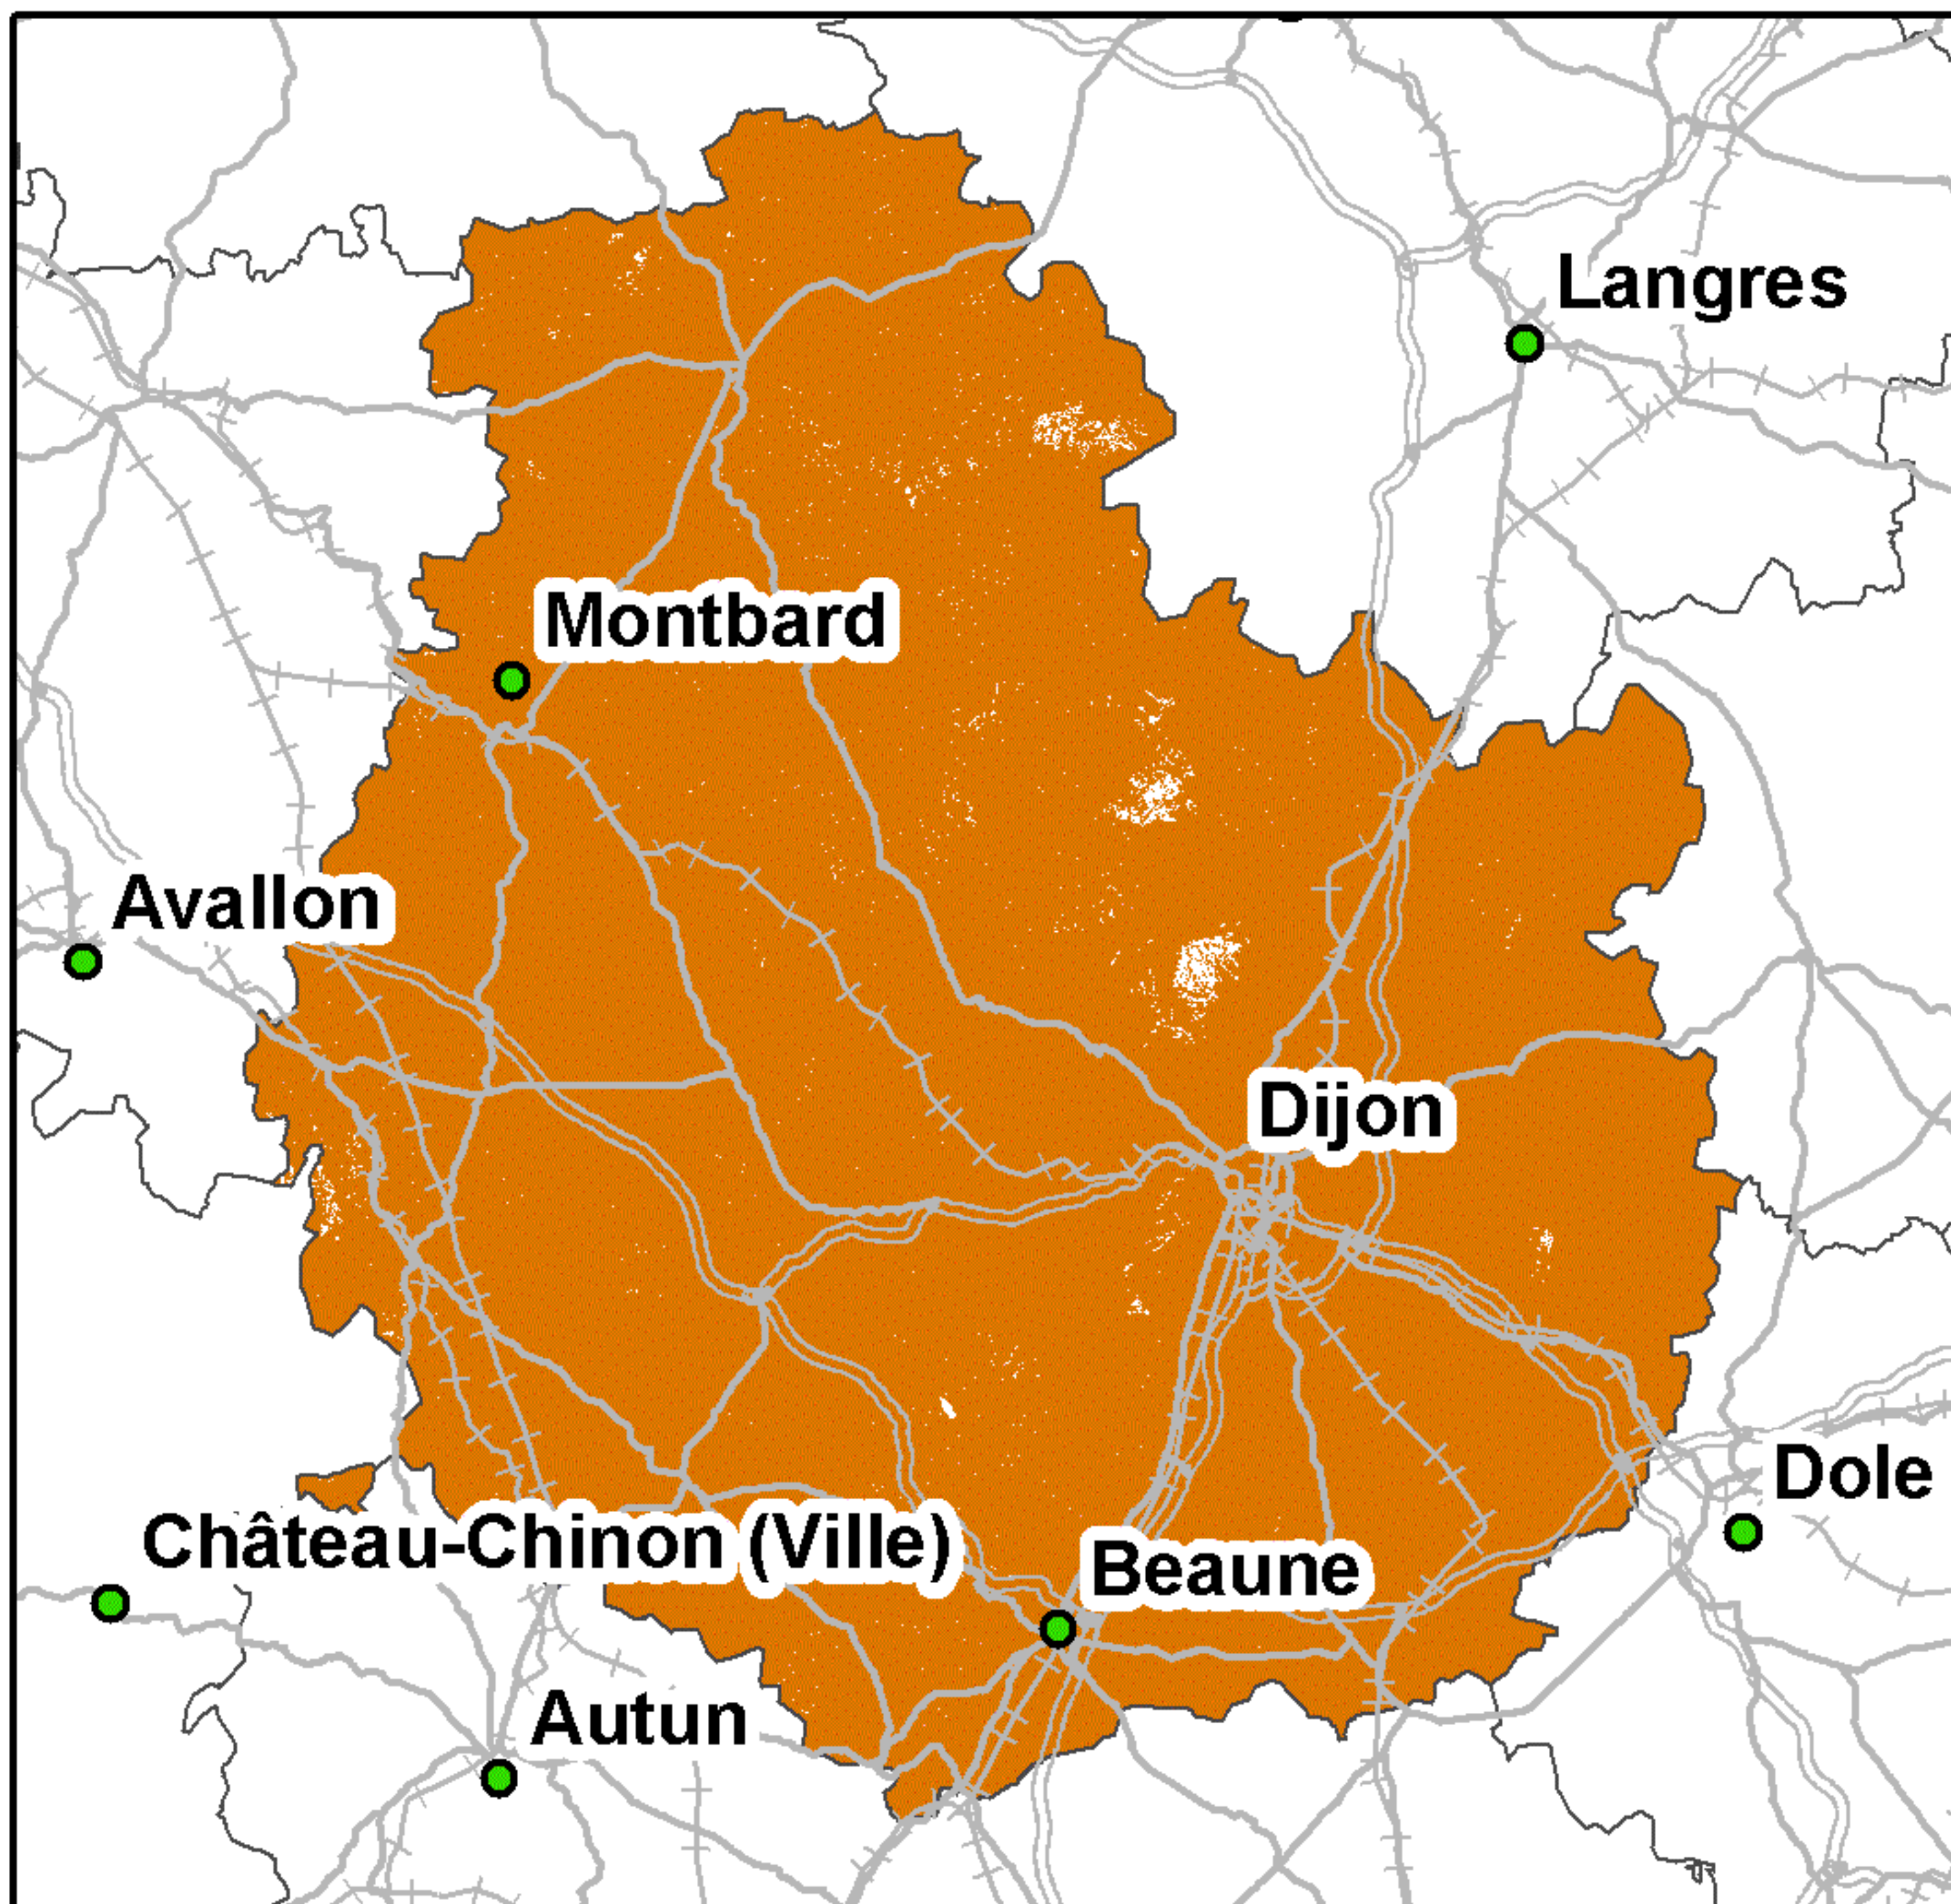 Langres
Montbard
Avallon
Dijon
Dole
Château-Chinon (Ville)
Beaune
Autun